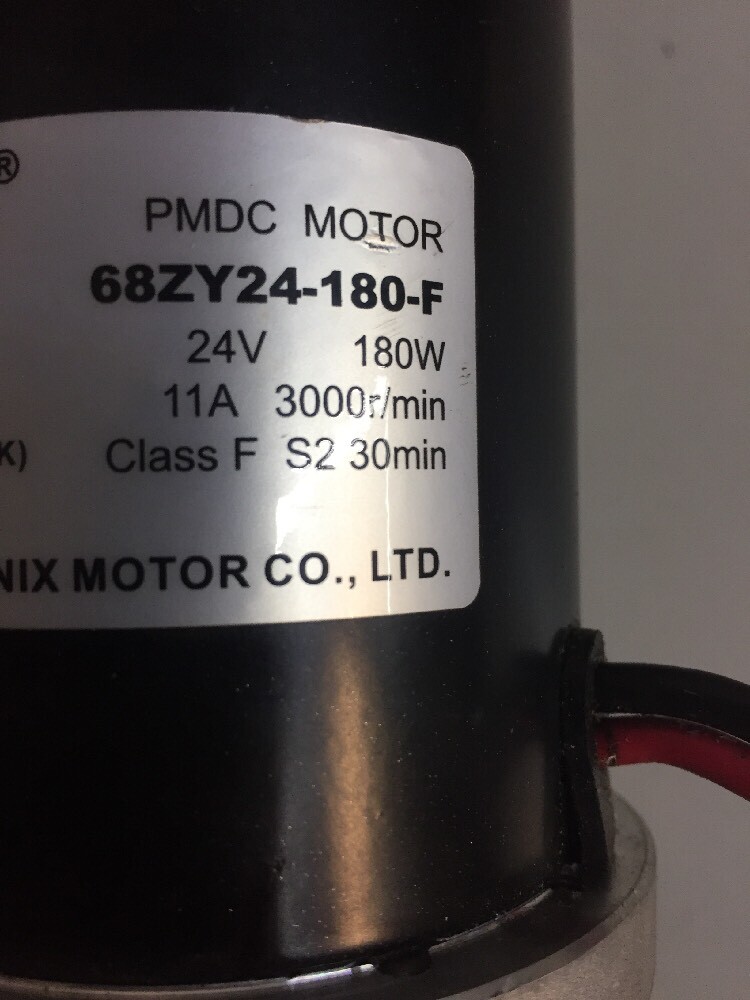 ®
PMDC MOTOR
68ZY24-180-F
24V 180W
11A 3000r/min
K) Class F S2 30min
NIX MOTOR CO., LTD.